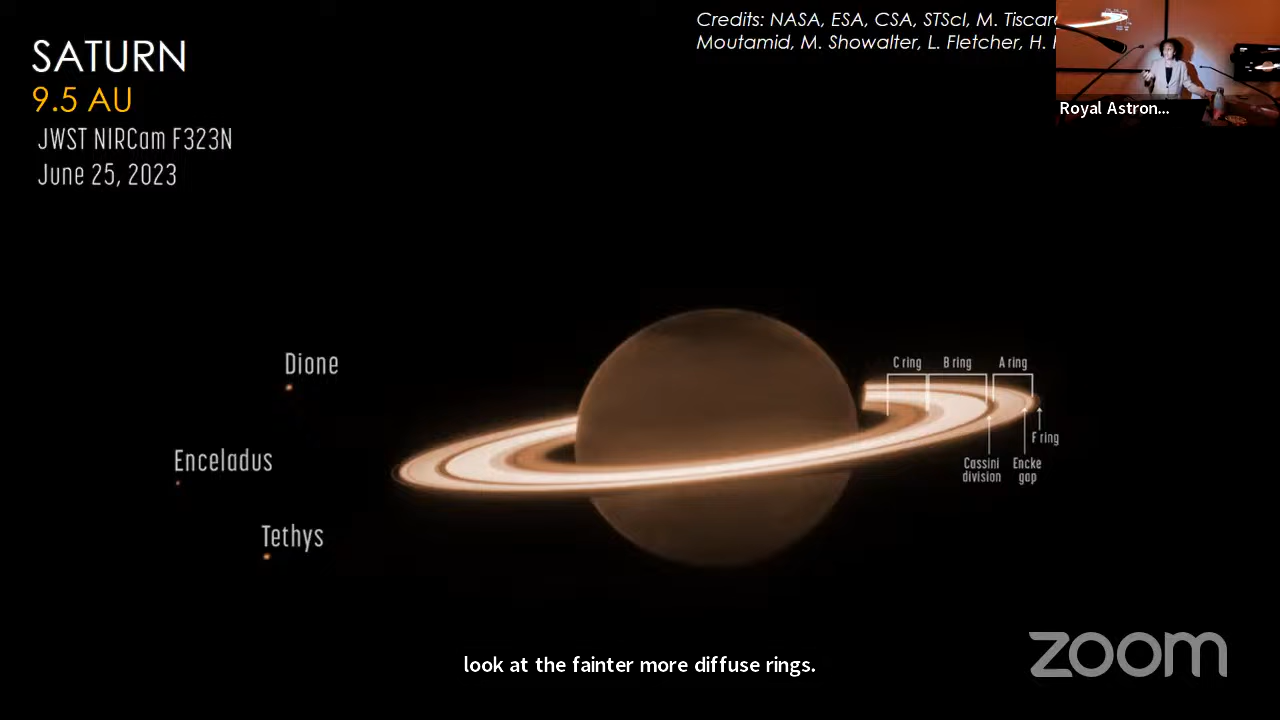 SATURN
9.5 AU
JWST NIRCam F323N
June 25, 2023
Credits: NASA, ESA, CSA, STScI, M. Tiscare
Moutamid, M. Showalter, L. Fletcher, H.
Royal Astron...
Dione
Enceladus
Tethys
C ring
B ring
A ring
F ring
Cassini
division
Encke
gap
look at the fainter more diffuse rings.
zoom